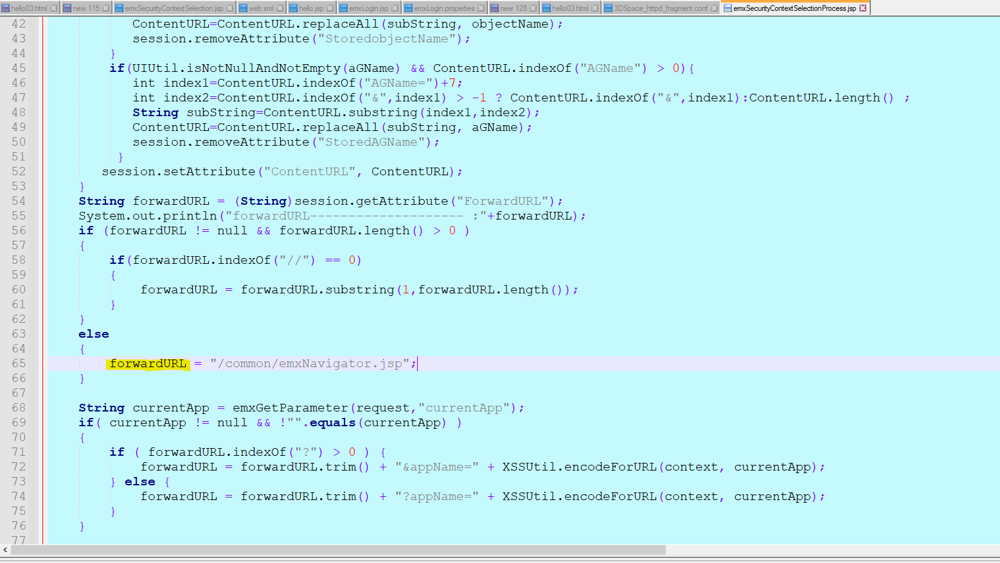 hello03.html new 115 emxSecurityContextSelection.jsp web.xml hello.jsp emxLogin.jsp emxLogin.properties new 128 hello03.html 3DSpace_httpd_fragment.conf emxSecurityContextSelectionProcess.jsp
42 ContentURL=ContentURL.replaceAll(subString, objectName);
43 session.removeAttribute("StoredobjectName");
44 }
45 if(UIUtil.isNotNullAndNotEmpty(aGName) && ContentURL.indexOf("AGName") > 0){
46 int index1=ContentURL.indexOf("AGName=")+7;
47 int index2=ContentURL.indexOf("&",index1) > -1 ? ContentURL.indexOf("&",index1):ContentURL.length() ;
48 String subString=ContentURL.substring(index1,index2);
49 ContentURL=ContentURL.replaceAll(subString, aGName);
50 session.removeAttribute("StoredAGName");
51 }
52 session.setAttribute("ContentURL", ContentURL);
53 }
54 String forwardURL = (String)session.getAttribute("ForwardURL");
55 System.out.println("forwardURL-------------------- :"+forwardURL);
56 if (forwardURL != null && forwardURL.length() > 0 )
57 {
58 if(forwardURL.indexOf("//") == 0)
59 {
60 forwardURL = forwardURL.substring(1,forwardURL.length());
61 }
62 }
63 else
64 {
65 forwardURL = "/common/emxNavigator.jsp";
66 }
67
68 String currentApp = emxGetParameter(request,"currentApp");
69 if( currentApp != null && !"".equals(currentApp) )
70 {
71 if ( forwardURL.indexOf("?") > 0 ) {
72 forwardURL = forwardURL.trim() + "&appName=" + XSSUtil.encodeForURL(context, currentApp);
73 } else {
74 forwardURL = forwardURL.trim() + "?appName=" + XSSUtil.encodeForURL(context, currentApp);
75 }
76 }
77